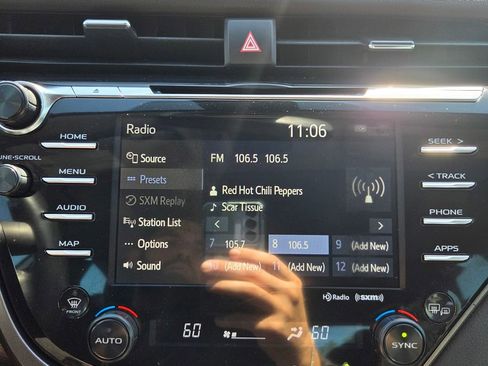 Radio 11:06
HOME
SEEK >
Source FM 106.5 106.5
TUNE•SCROLL
MENU
Presets
Red Hot Chili Peppers
< TRACK
SXM Replay
Scar Tissue
AUDIO
Station List
< >
PHONE
MAP
Options 7 105.7 8 106.5 9 (Add New)
APPS
Sound 10 (Add New) 11 (Add New) 12 (Add New)
HD Radio ((SXM))
FRONT
60 60
AUTO
SYNC